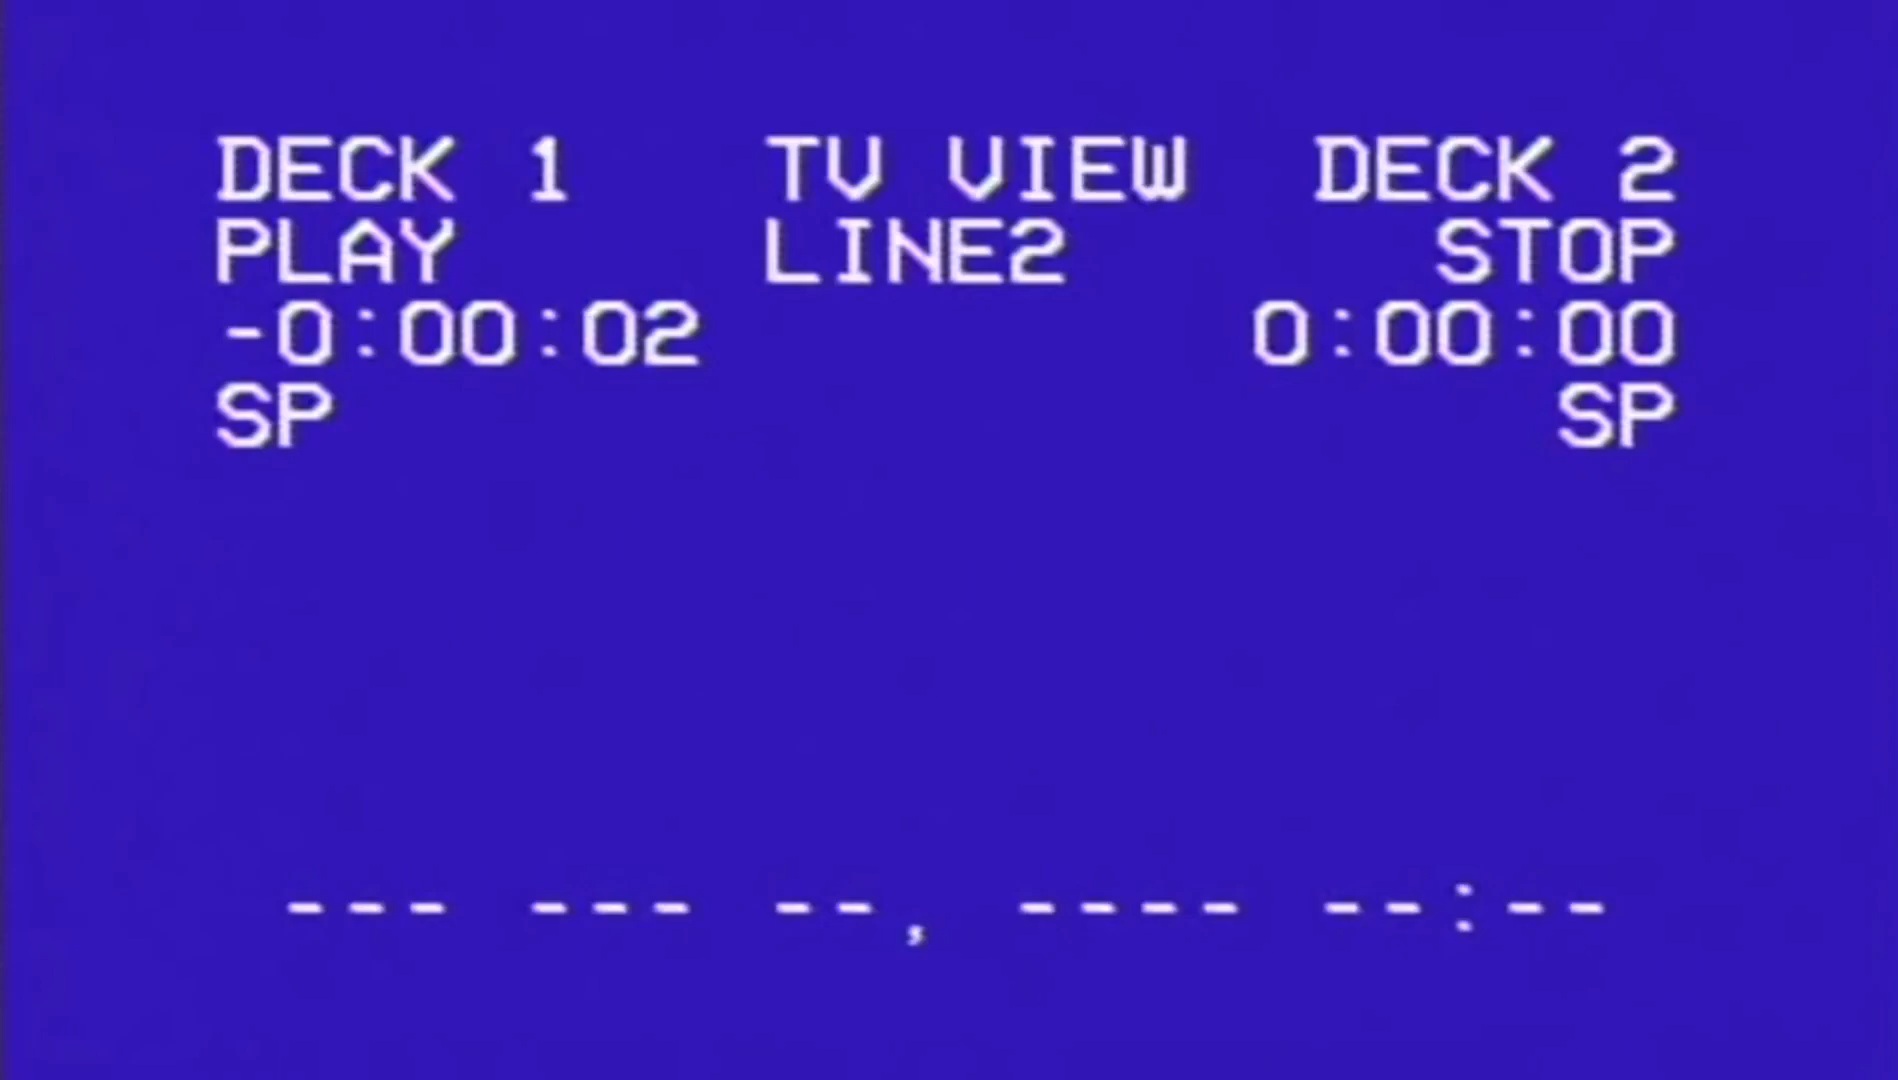 DECK 1 TV VIEW DECK 2
PLAY LINE2 STOP
-0:00:02 0:00:00
SP SP
--- --- --, ---- --:--